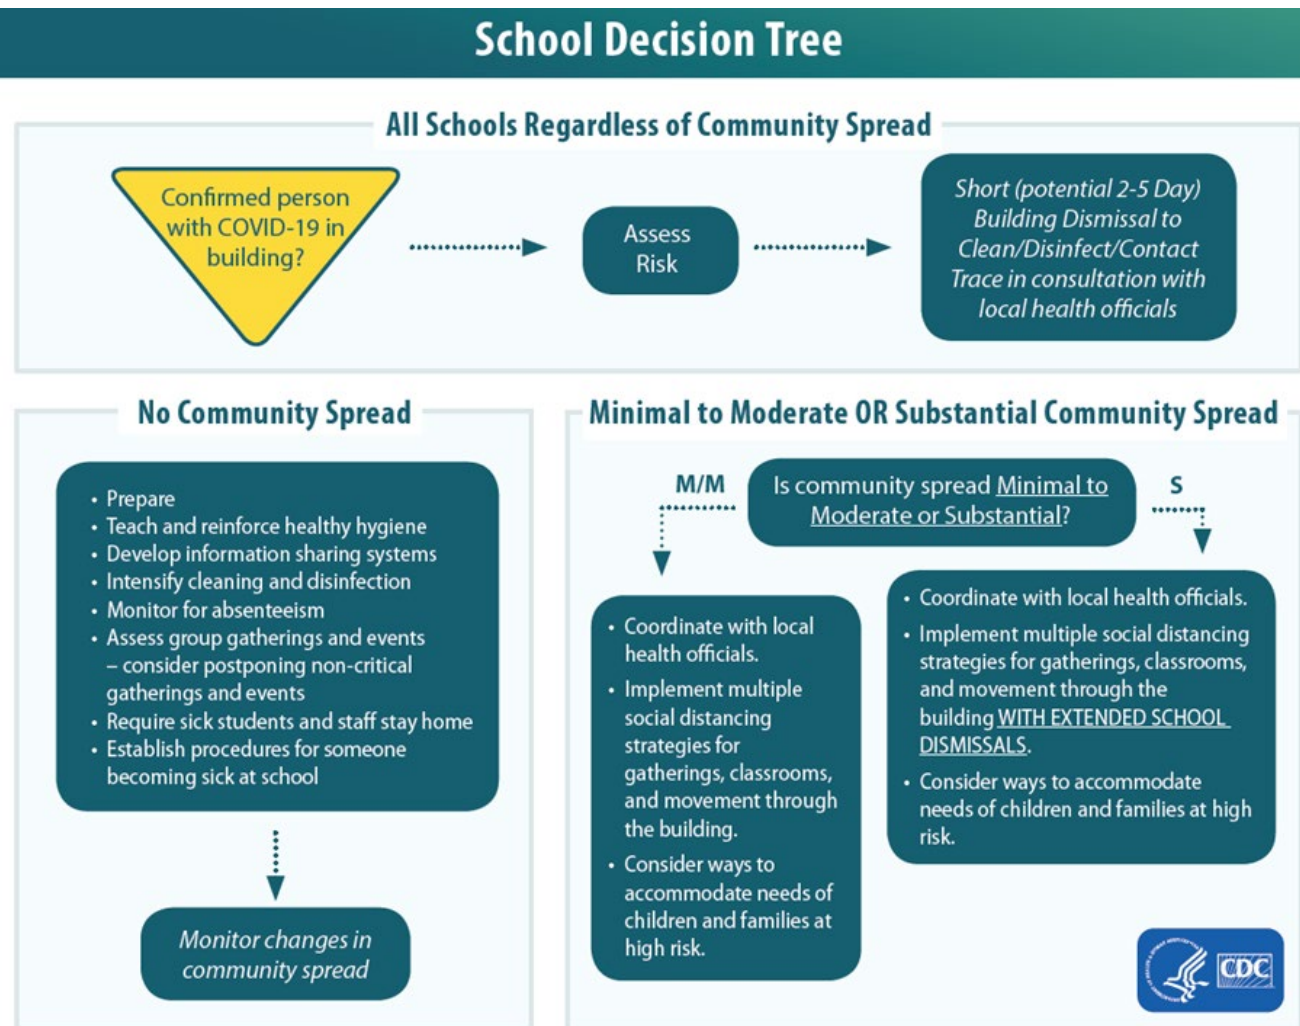 School Decision Tree
All Schools Regardless of Community Spread
Confirmed person
with COVID-19 in
building?
Assess
Risk
Short (potential 2-5 Day)
Building Dismissal to
Clean/Disinfect/Contact
Trace in consultation with
local health officials
No Community Spread
• Prepare
• Teach and reinforce healthy hygiene
• Develop information sharing systems
• Intensify cleaning and disinfection
• Monitor for absenteeism
• Assess group gatherings and events
– consider postponing non-critical
gatherings and events
• Require sick students and staff stay home
• Establish procedures for someone
becoming sick at school
Monitor changes in
community spread
Minimal to Moderate OR Substantial Community Spread
M/M
Is community spread Minimal to
Moderate or Substantial?
S
• Coordinate with local
health officials.
• Implement multiple
social distancing
strategies for
gatherings, classrooms,
and movement through
the building.
• Consider ways to
accommodate needs of
children and families at
high risk.
• Coordinate with local health officials.
• Implement multiple social distancing
strategies for gatherings, classrooms,
and movement through the
building WITH EXTENDED SCHOOL
DISMISSALS.
• Consider ways to accommodate
needs of children and families at high
risk.
CDC